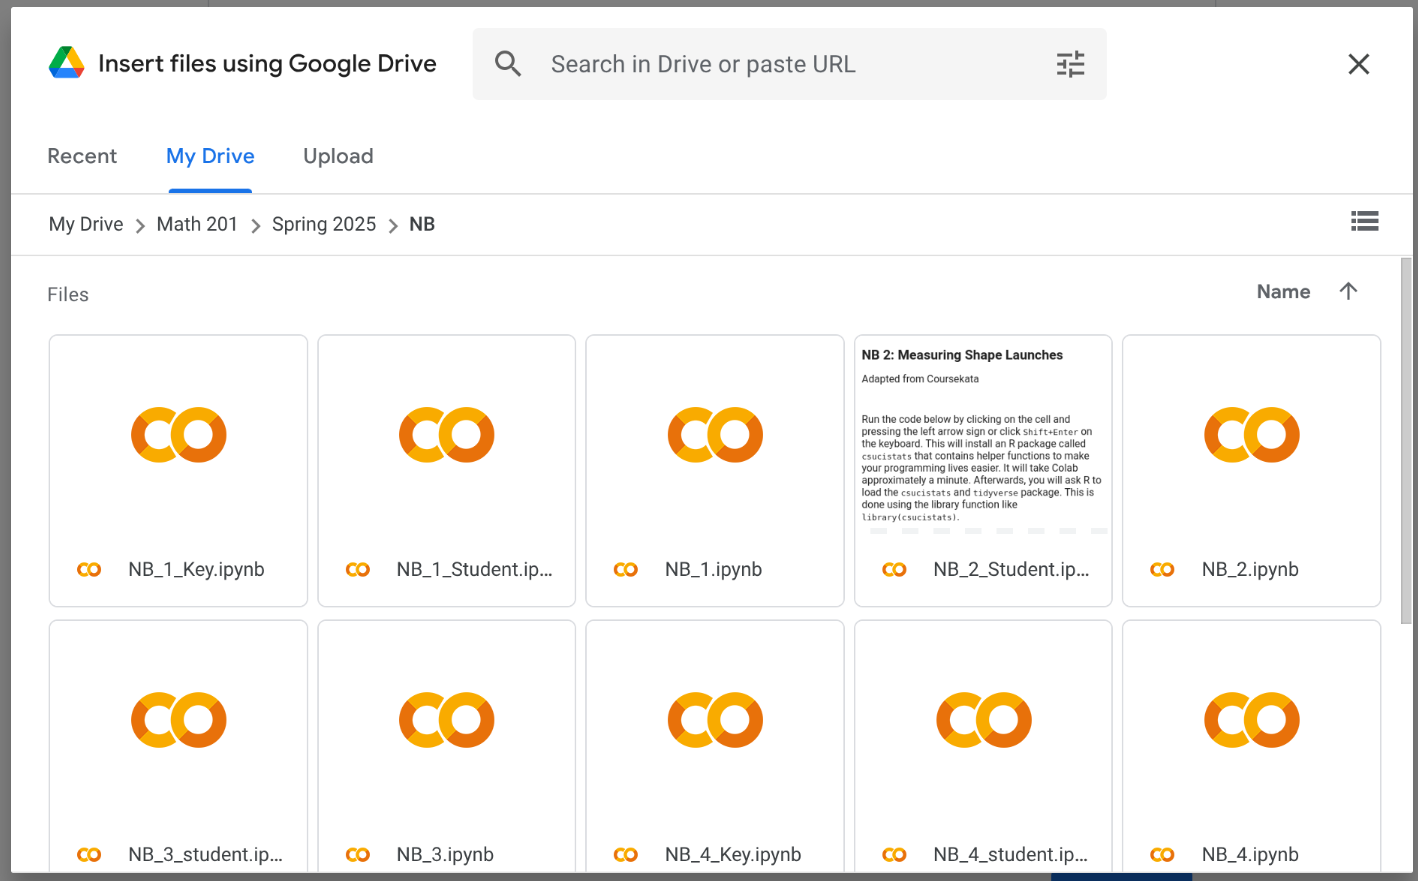 Insert files using Google Drive
Search in Drive or paste URL
Recent
My Drive
Upload
My Drive
Math 201
Spring 2025
NB
Files
Name
NB 2: Measuring Shape Launches
Adapted from Coursekata
Run the code below by clicking on the cell and
pressing the left arrow sign or click Shift+Enter on
the keyboard. This will install an R package called
csucistats that contains helper functions to make
your programming lives easier. It will take Colab
approximately a minute. Afterwards, you will ask R to
load the csucistats and tidyverse package. This is
done using the library function like
library(csucistats).
NB_1_Key.ipynb
NB_1_Student.ip...
NB_1.ipynb
NB_2_Student.ip...
NB_2.ipynb
NB_3_student.ip...
NB_3.ipynb
NB_4_Key.ipynb
NB_4_student.ip...
NB_4.ipynb